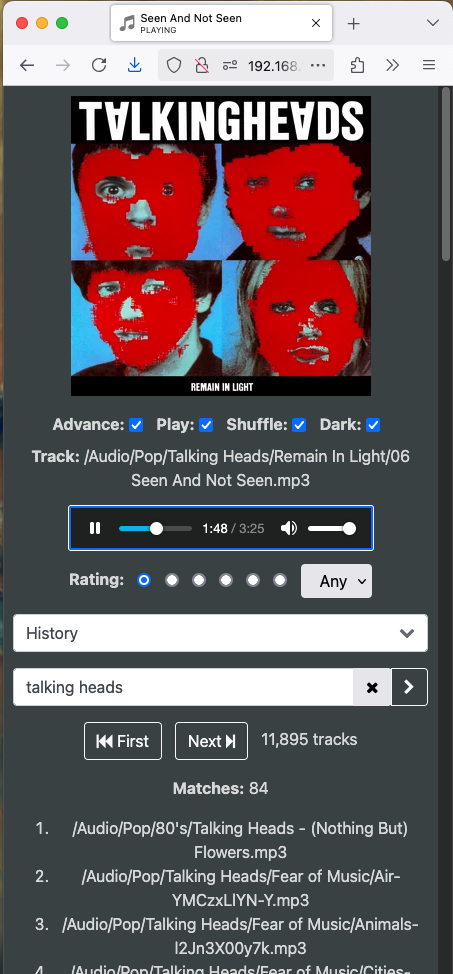 Seen And Not Seen
PLAYING
192.168.
TALKINGHEADS
REMAIN IN LIGHT
Advance: Play: Shuffle: Dark:
Track: /Audio/Pop/Talking Heads/Remain In Light/06
Seen And Not Seen.mp3
1:48 / 3:25
Rating: Any
History
talking heads
First Next 11,895 tracks
Matches: 84
1. /Audio/Pop/80's/Talking Heads - (Nothing But)
Flowers.mp3
2. /Audio/Pop/Talking Heads/Fear of Music/Air-
YMCzxLlYN-Y.mp3
3. /Audio/Pop/Talking Heads/Fear of Music/Animals-
l2Jn3X00y7k.mp3
4. /Audio/Pop/Talking Heads/Fear of Music/Cities-